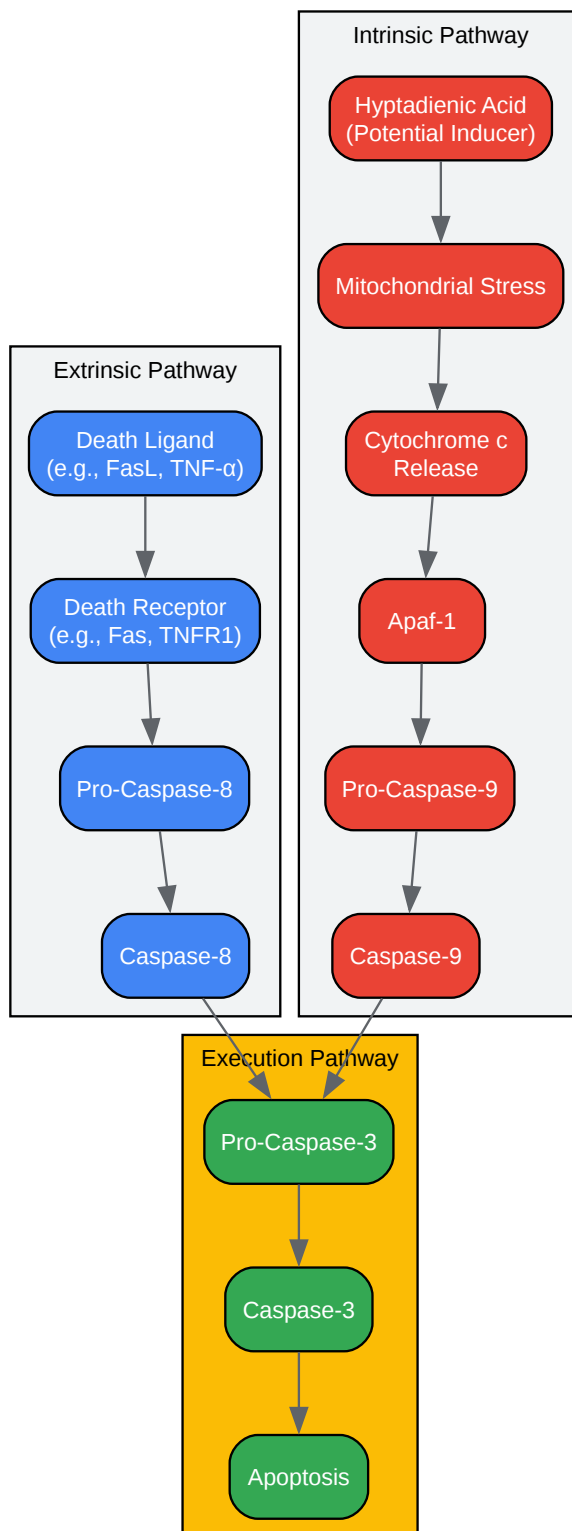 Intrinsic Pathway
Hyptadienic Acid
(Potential Inducer)
Mitochondrial Stress
Cytochrome c
Release
Apaf-1
Pro-Caspase-9
Caspase-9
Extrinsic Pathway
Death Ligand
(e.g., FasL, TNF-α)
Death Receptor
(e.g., Fas, TNFR1)
Pro-Caspase-8
Caspase-8
Execution Pathway
Pro-Caspase-3
Caspase-3
Apoptosis